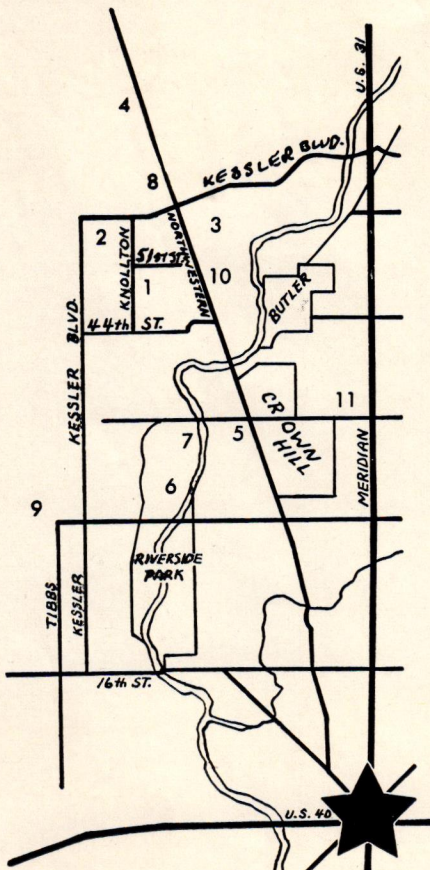 U.S. 31
4
KESSLER BLVD.
8
2
KNOLLTON
51ST ST.
NORTHWESTERN
3
1
10
BUTLER
44th ST.
KESSLER BLVD.
CROWN HILL
11
7
5
6
MERIDIAN
9
RIVERSIDE
PARK
TIBBS
KESSLER
16th ST.
U.S. 40